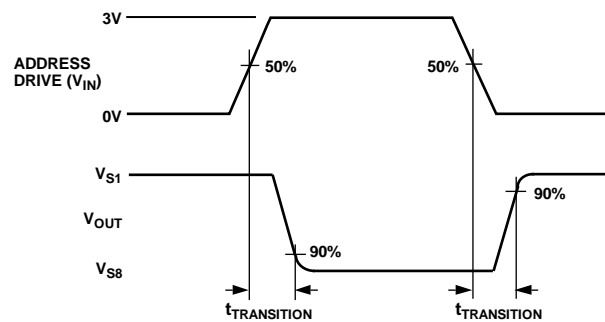 3V
ADDRESS
DRIVE (VIN)
50%
50%
0V
VS1
VOUT
90%
90%
VS8
tTRANSITION
tTRANSITION